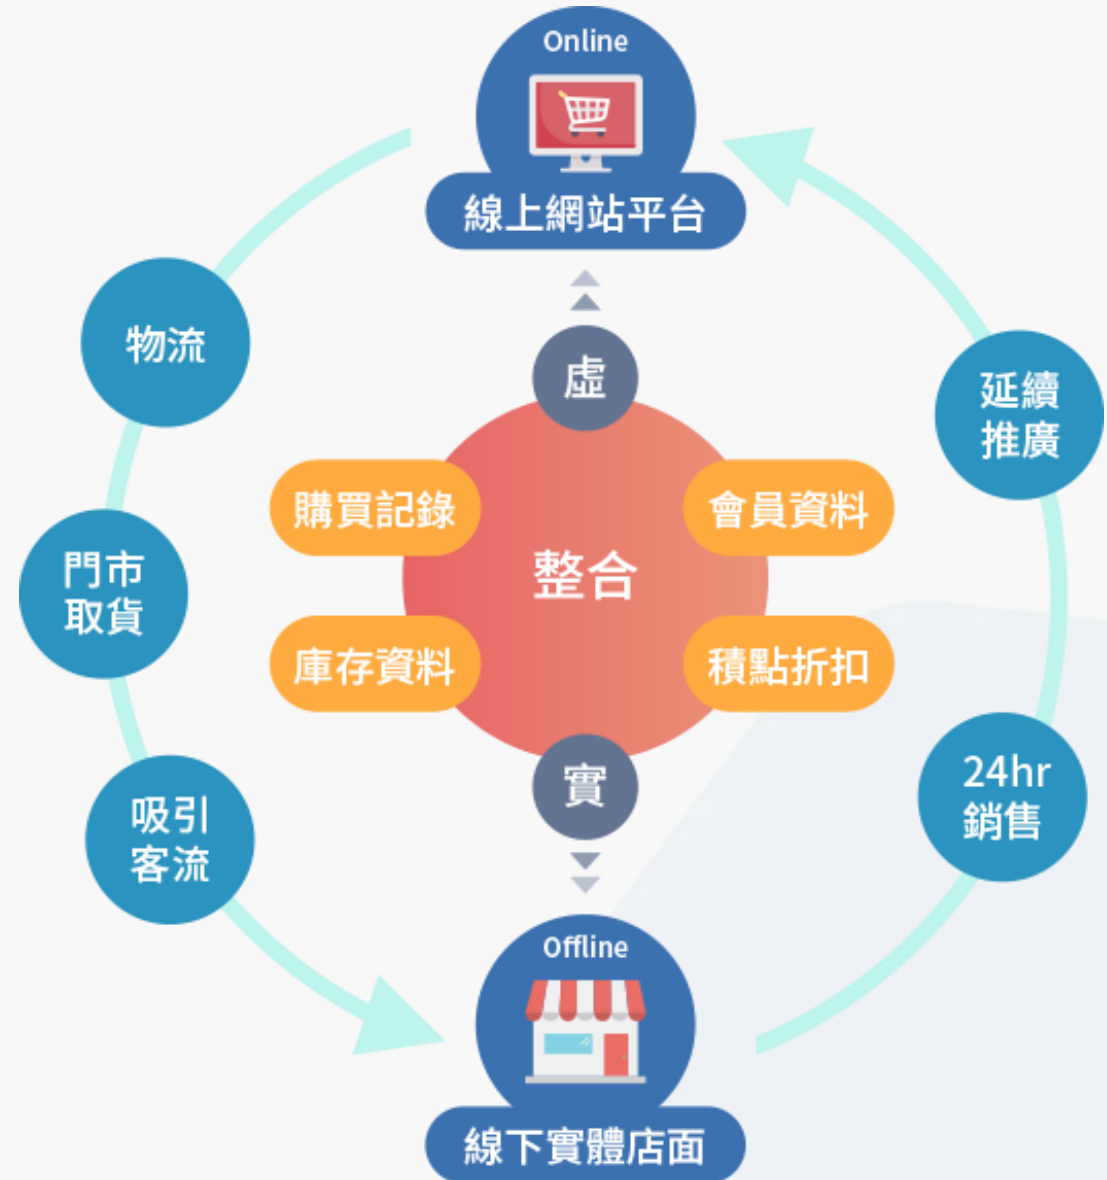 Online
線上網站平台
物流
虛
延續
推廣
購買記錄
會員資料
整合
門市
取貨
庫存資料
積點折扣
實
24hr
銷售
吸引
客流
Offline
線下實體店面